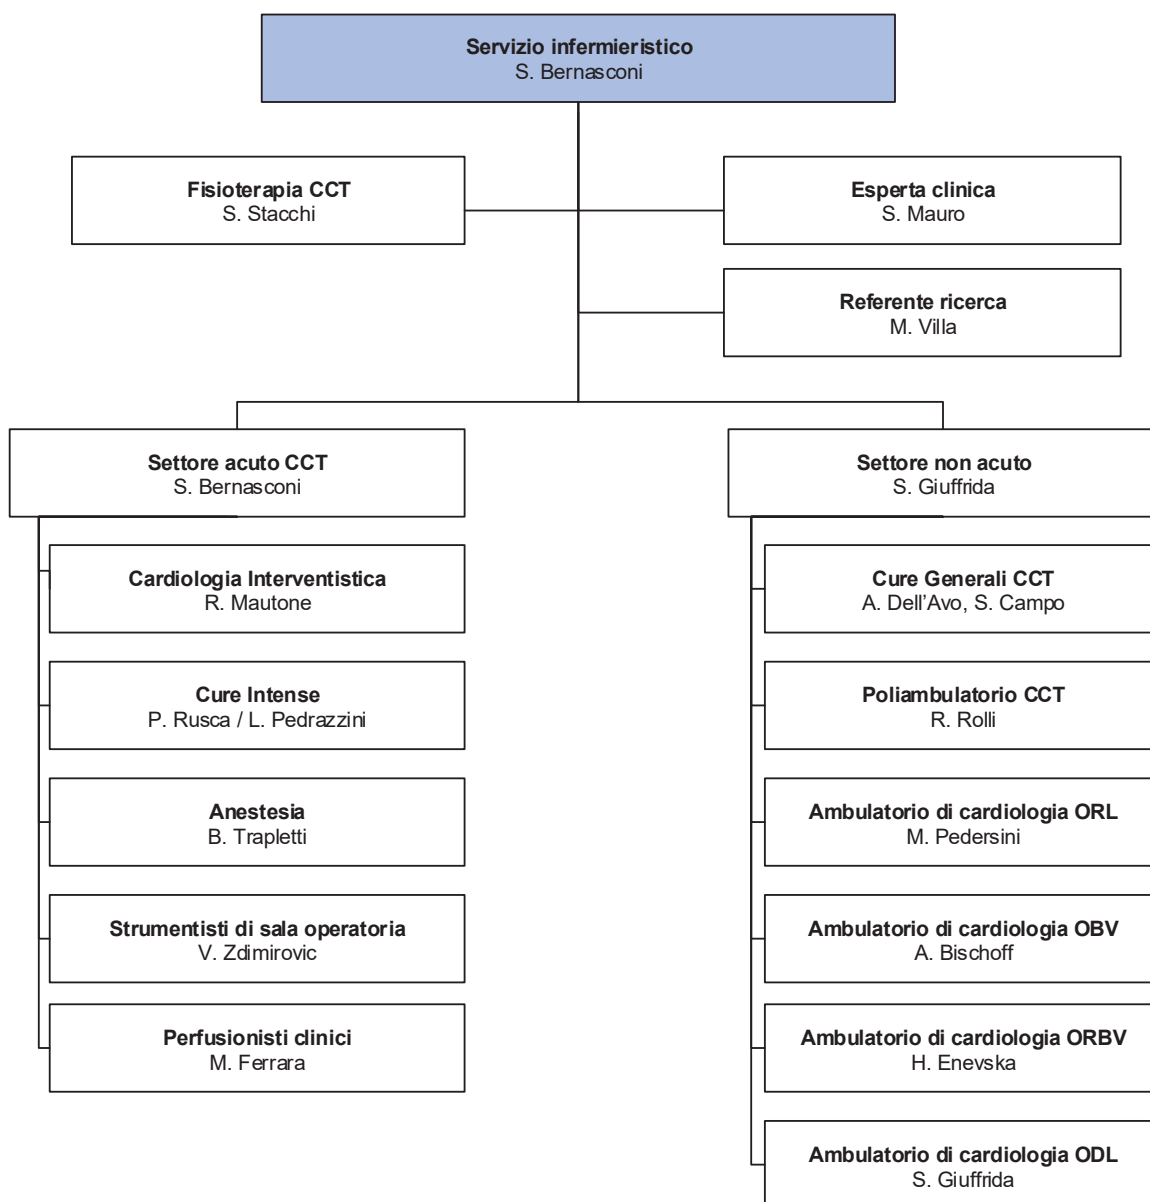 Servizio infermieristico
S. Bernasconi
Fisioterapia CCT
S. Stacchi
Esperta clinica
S. Mauro
Referente ricerca
M. Villa
Settore acuto CCT
S. Bernasconi
Cardiologia Interventistica
R. Mautone
Cure Intense
P. Rusca / L. Pedrazzini
Anestesia
B. Trapletti
Strumentisti di sala operatoria
V. Zdimirovic
Perfusionisti clinici
M. Ferrara
Settore non acuto
S. Giuffrida
Cure Generali CCT
A. Dell’Avo, S. Campo
Poliambulatorio CCT
R. Rolli
Ambulatorio di cardiologia ORL
M. Pedersini
Ambulatorio di cardiologia OBV
A. Bischoff
Ambulatorio di cardiologia ORBV
H. Enevska
Ambulatorio di cardiologia ODL
S. Giuffrida